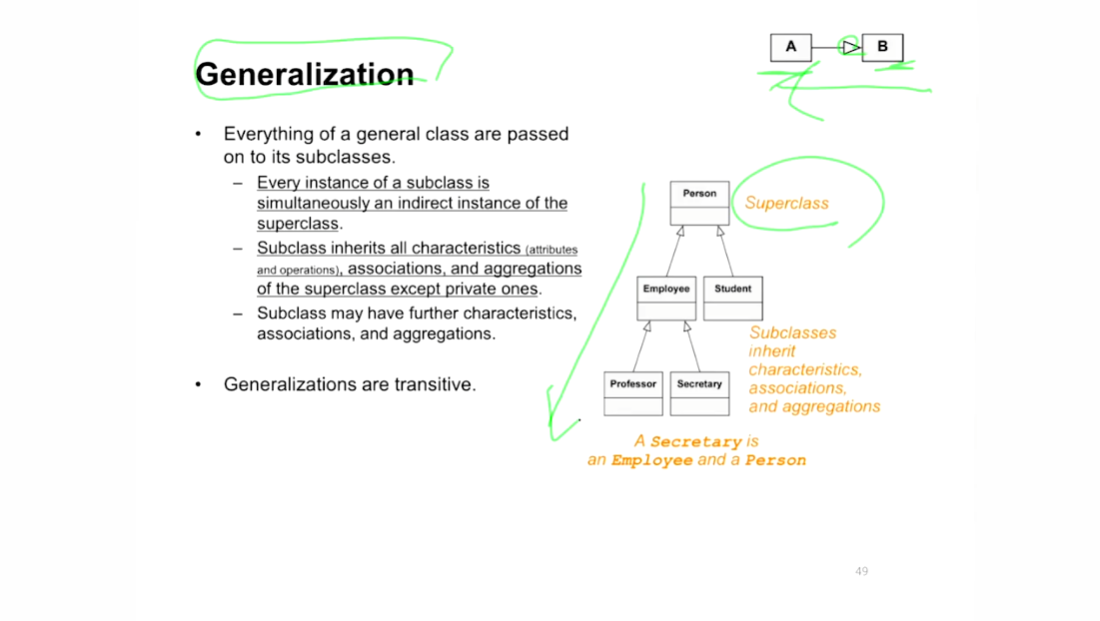 A
B
Generalization
• Everything of a general class are passed
on to its subclasses.
– Every instance of a subclass is
simultaneously an indirect instance of the
superclass.
– Subclass inherits all characteristics (attributes
and operations), associations, and aggregations
of the superclass except private ones.
– Subclass may have further characteristics,
associations, and aggregations.
• Generalizations are transitive.
Person
Superclass
Employee
Student
Subclasses
inherit
characteristics,
associations,
and aggregations
Professor
Secretary
A Secretary is
an Employee and a Person
49